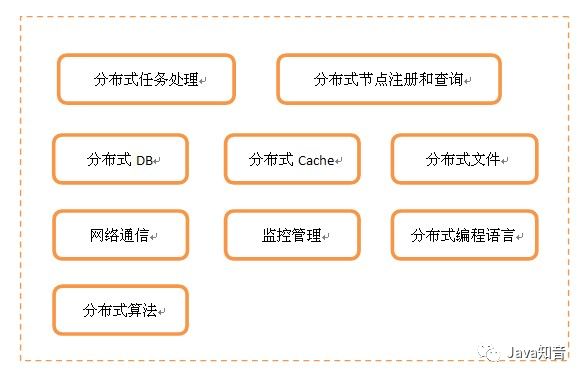 分布式任务处理
分布式节点注册和查询
分布式 DB
分布式 Cache
分布式文件
网络通信
监控管理
分布式编程语言
分布式算法
Java知音